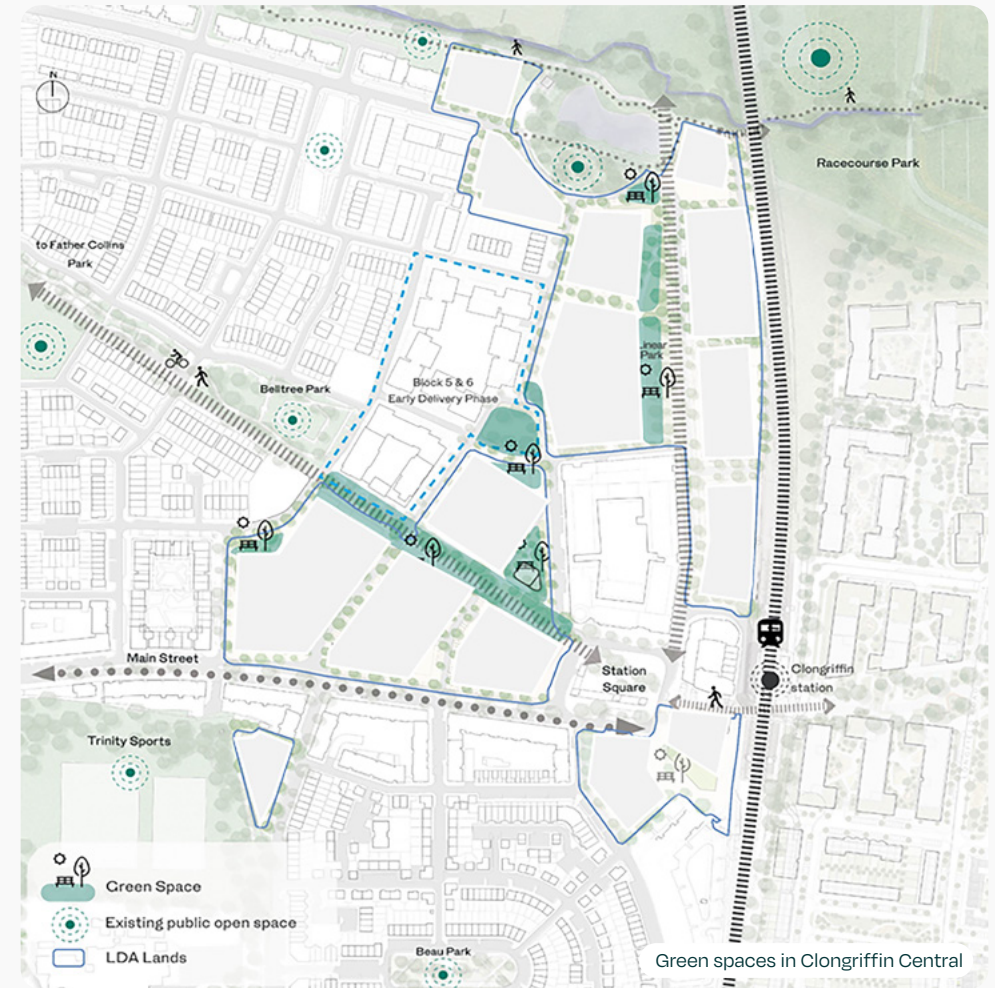 N
Racecourse Park
to Father Collins
Park
Linear
Park
Block 5 & 6
Early Delivery Phase
Belltree Park
Main Street
Station
Square
Clongriffin
station
Trinity Sports
Green Space
Existing public open space
LDA Lands
Beau Park
Green spaces in Clongriffin Central